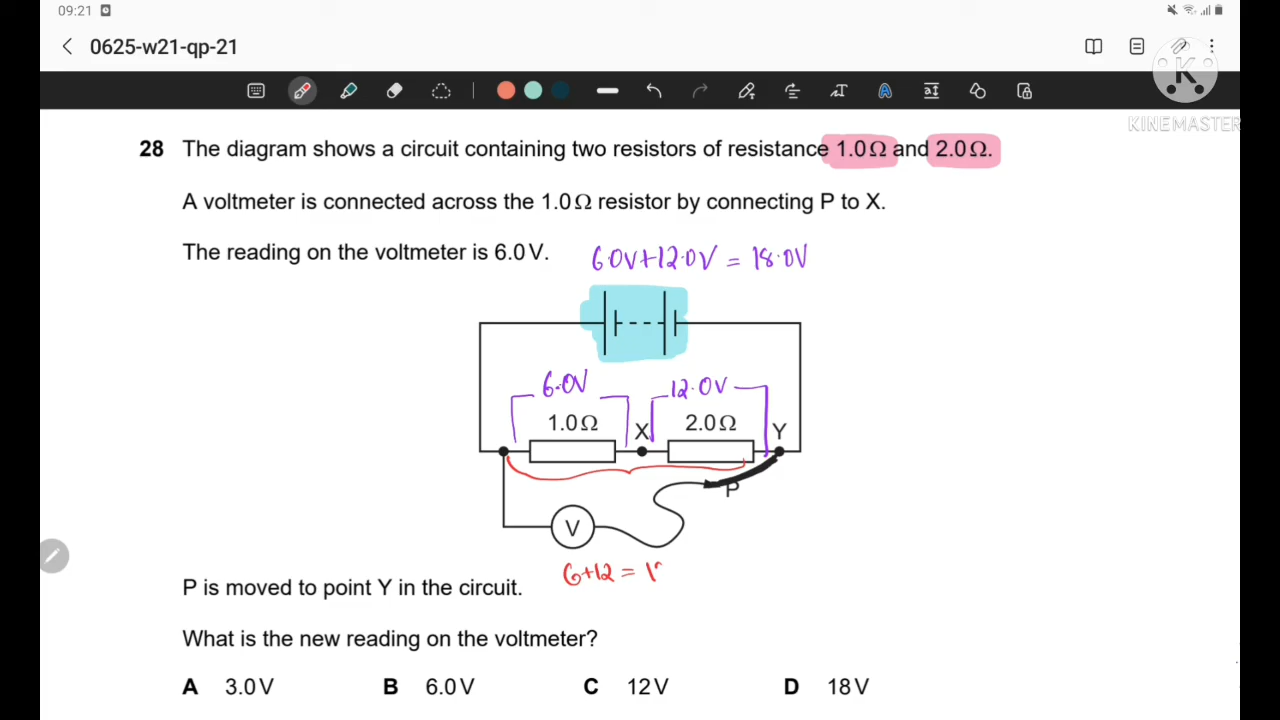 09:21
0625-w21-qp-21
K
KINEMASTER
28 The diagram shows a circuit containing two resistors of resistance 1.0 Ω and 2.0 Ω.
A voltmeter is connected across the 1.0 Ω resistor by connecting P to X.
The reading on the voltmeter is 6.0 V.
6.0V+12.0V = 18.0V
6.0V
12.0V
1.0 Ω
X
2.0 Ω
Y
P
V
6+12 = 1
P is moved to point Y in the circuit.
What is the new reading on the voltmeter?
A 3.0 V B 6.0 V C 12 V D 18 V